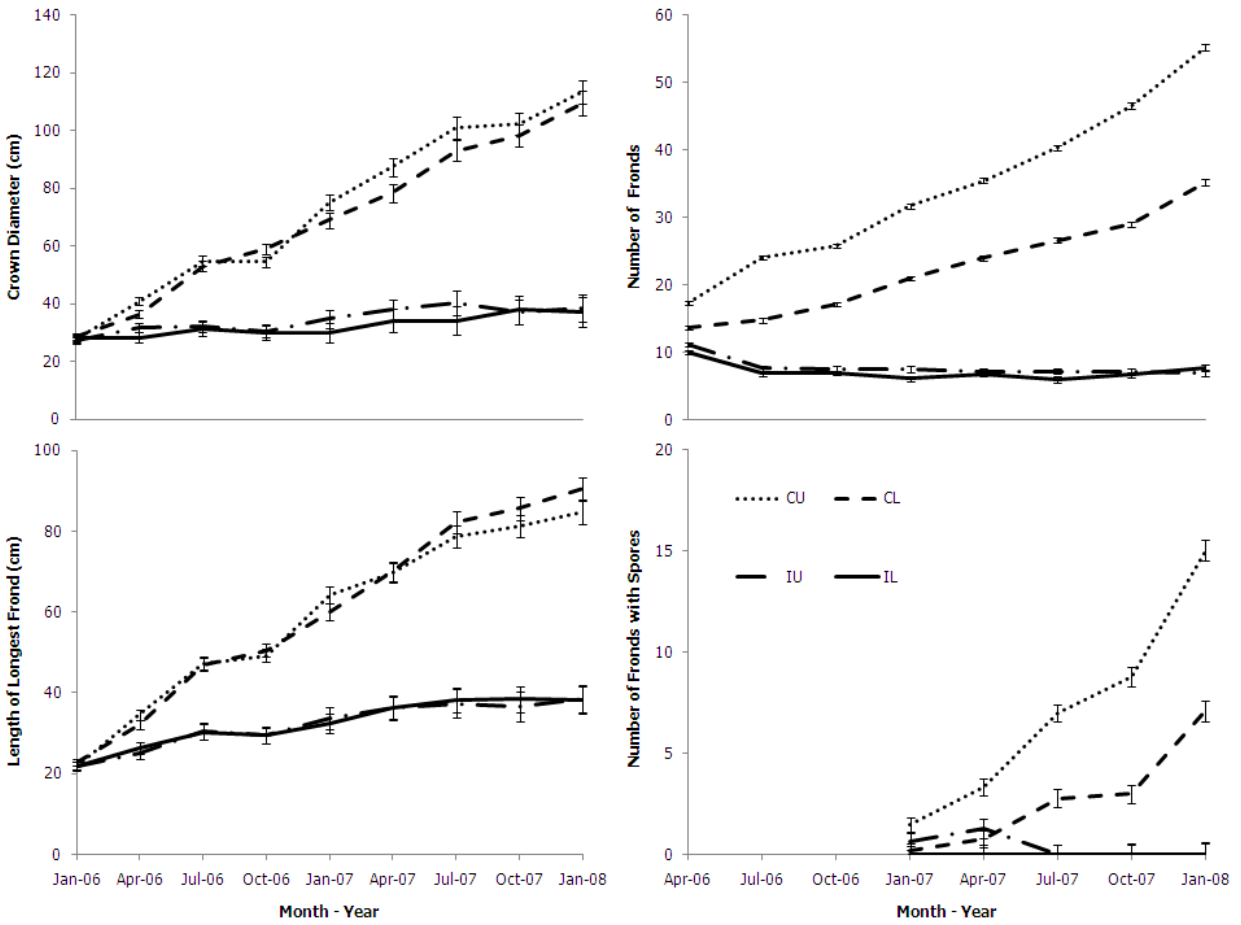 140
120
100
80
60
40
20
0
Crown Diameter (cm)
60
50
40
30
20
10
0
Number of Fronds
100
80
60
40
20
0
Length of Longest Frond (cm)
Jan-06 Apr-06 Jul-06 Oct-06 Jan-07 Apr-07 Jul-07 Oct-07 Jan-08
Month - Year
20
15
10
5
0
Number of Fronds with Spores
CU CL
IU IL
Apr-06 Jul-06 Oct-06 Jan-07 Apr-07 Jul-07 Oct-07 Jan-08
Month - Year